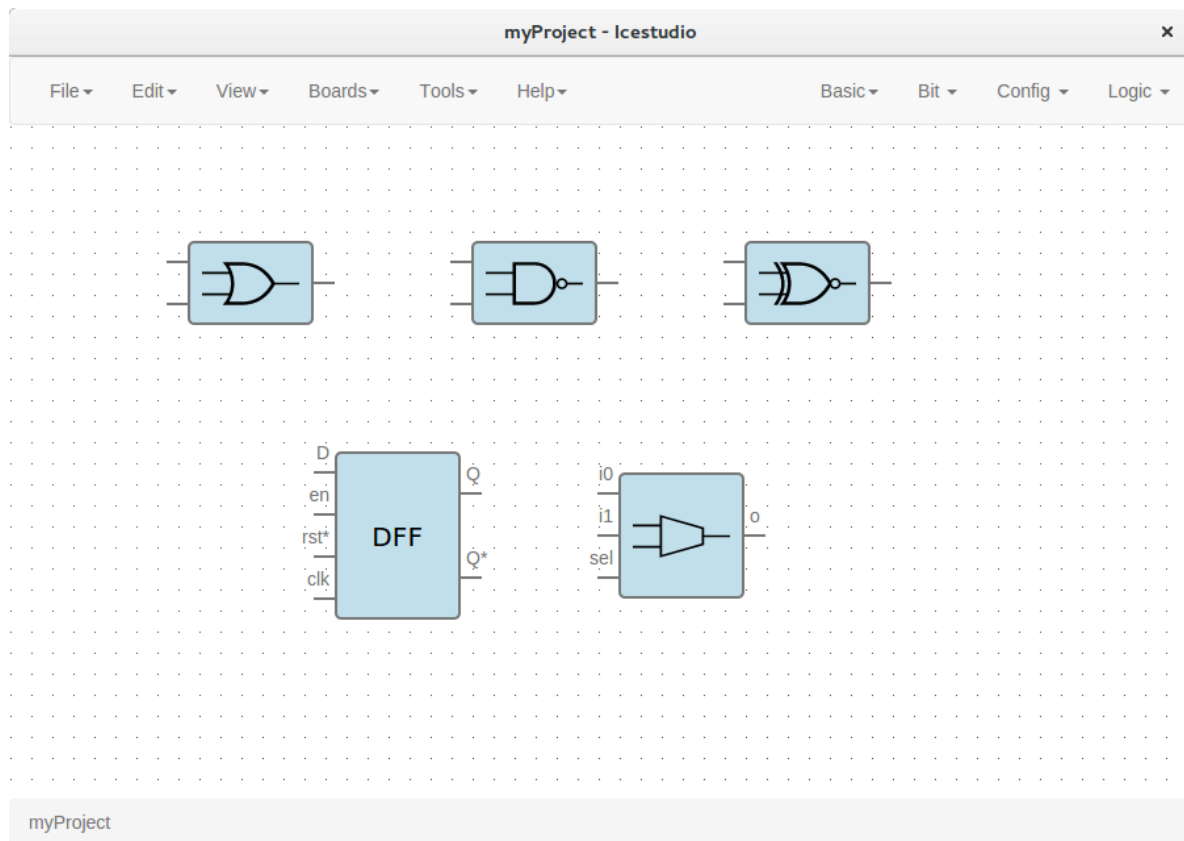 myProject - Icestudio ×
File Edit View Boards Tools Help Basic Bit Config Logic
D
en
rst*
clk
DFF
Q
Q*
i0
i1
sel
o
myProject